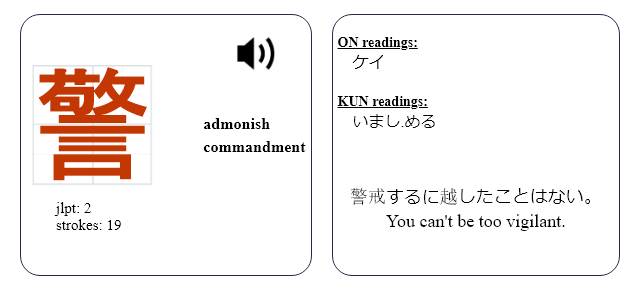 警
admonish
commandment
jlpt: 2
strokes: 19
ON readings:
ケイ
KUN readings:
いまし.める
警戒するに越したことはない。
You can't be too vigilant.